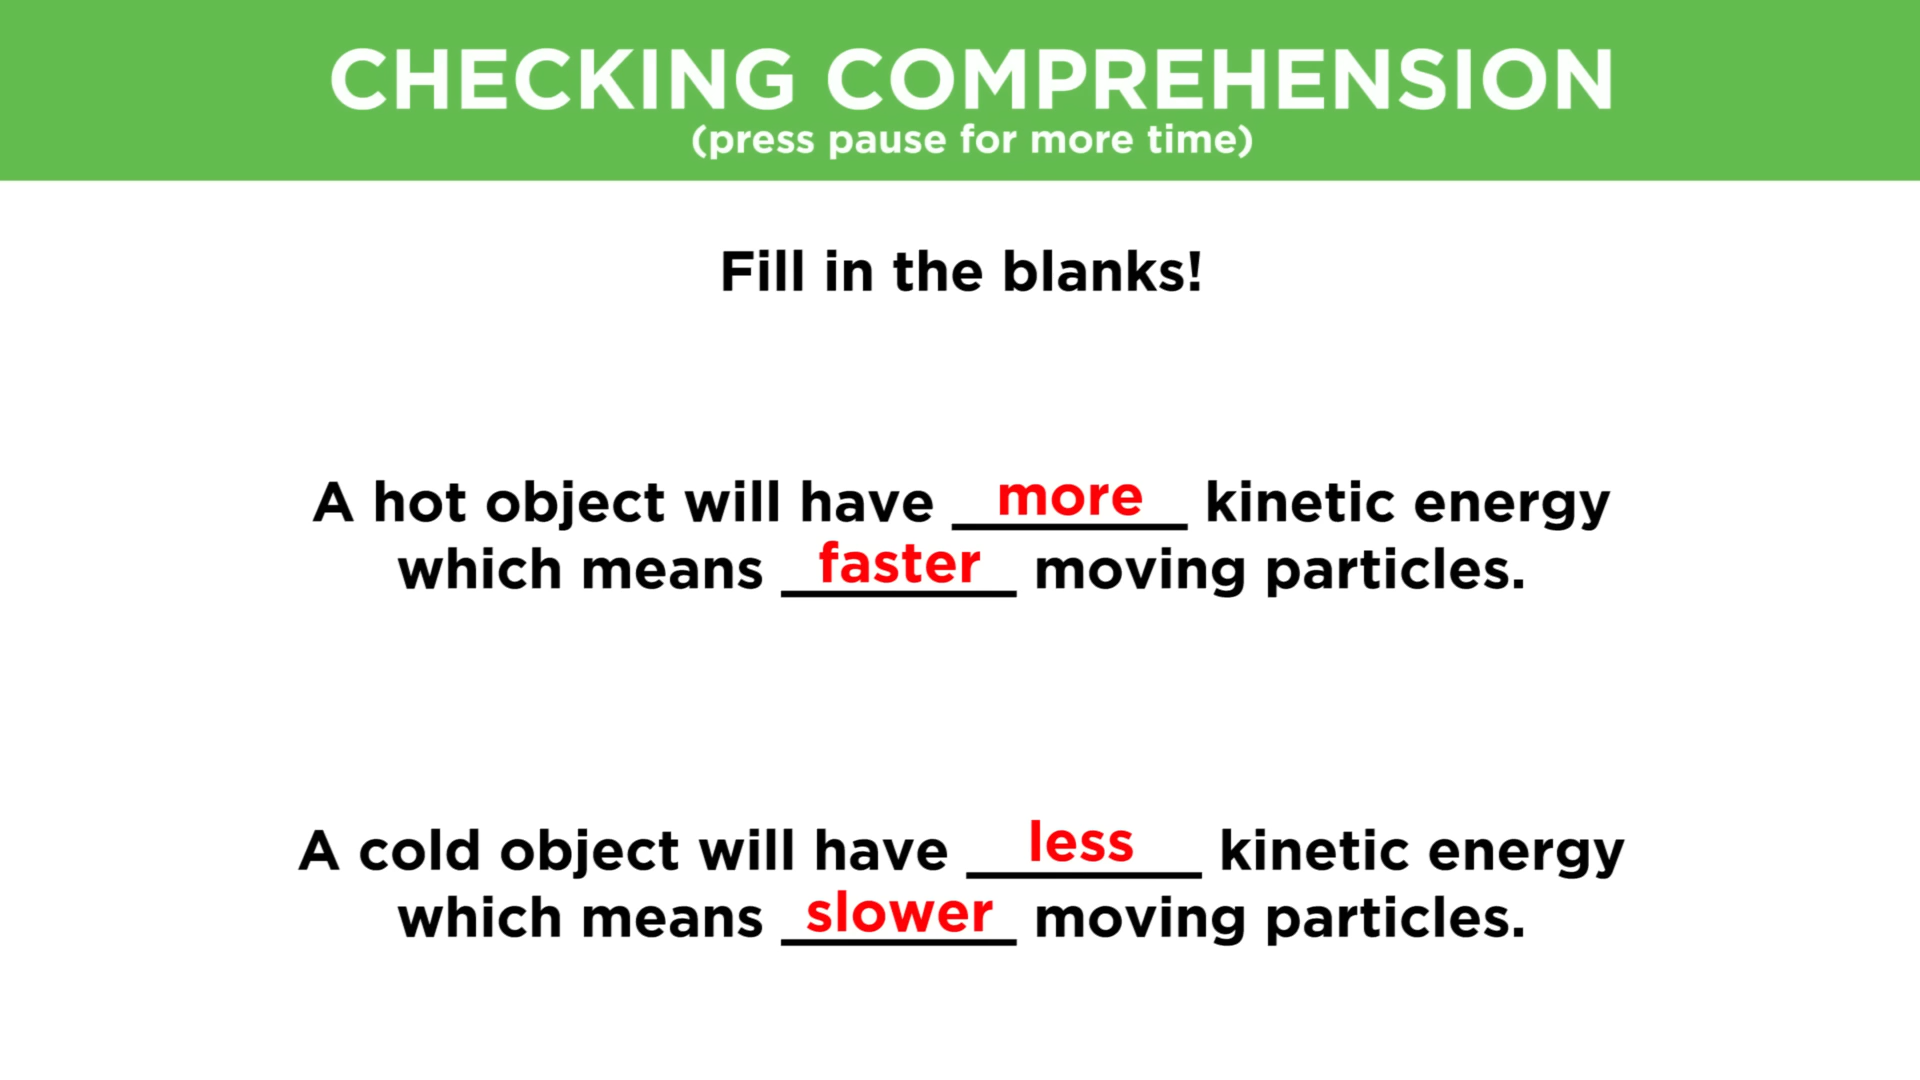 CHECKING COMPREHENSION
(press pause for more time)
Fill in the blanks!
A hot object will have more kinetic energy
which means faster moving particles.
A cold object will have less kinetic energy
which means slower moving particles.